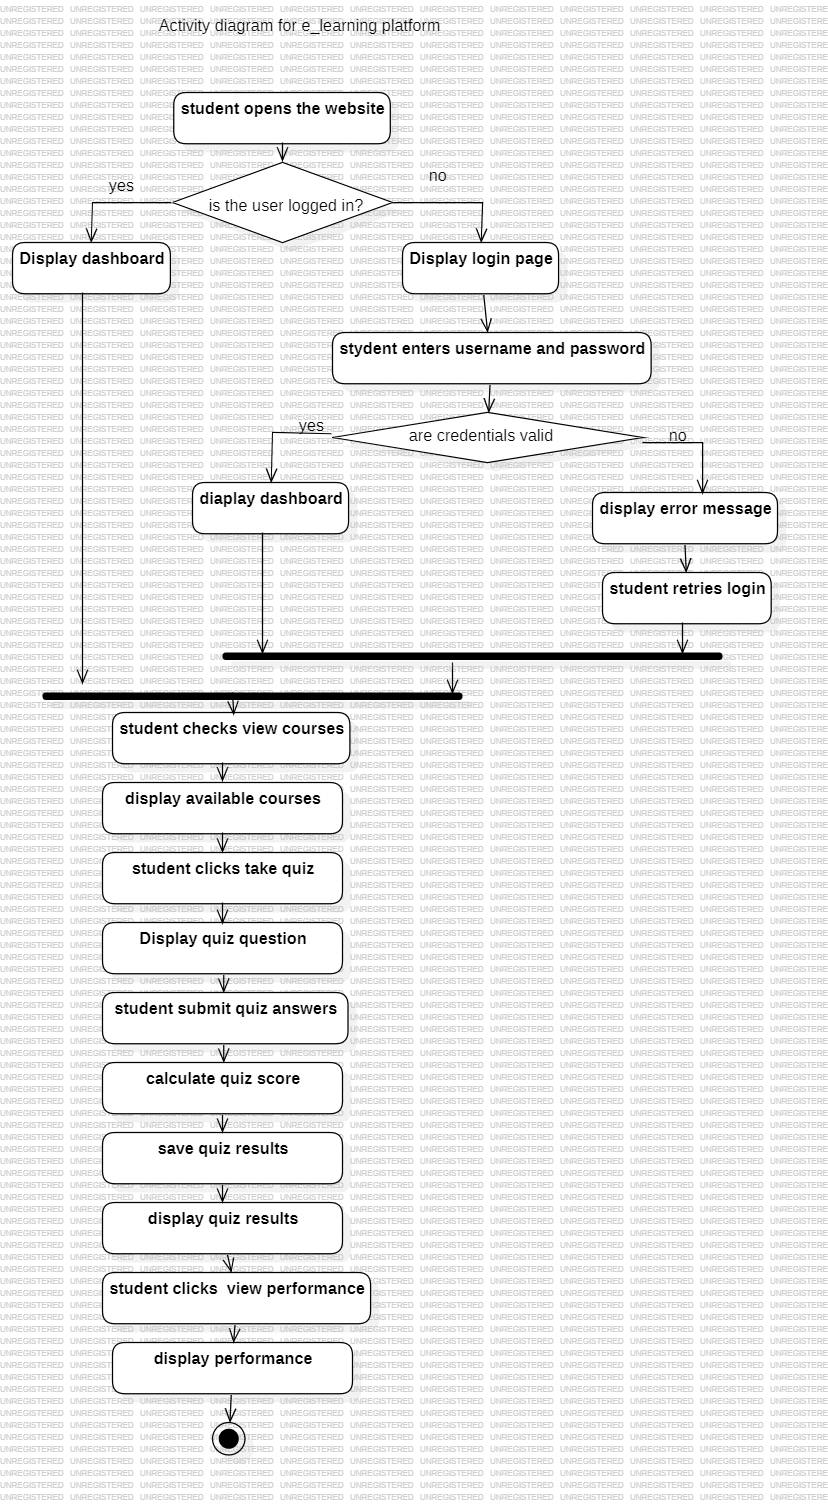 Activity diagram for e_learning platform
student opens the website
yes
no
is the user logged in?
Display dashboard
Display login page
stydent enters username and password
yes
are credentials valid
no
diaplay dashboard
display error message
student retries login
student checks view courses
display available courses
student clicks take quiz
Display quiz question
student submit quiz answers
calculate quiz score
save quiz results
display quiz results
student clicks  view performance
display performance
UNREGISTERED